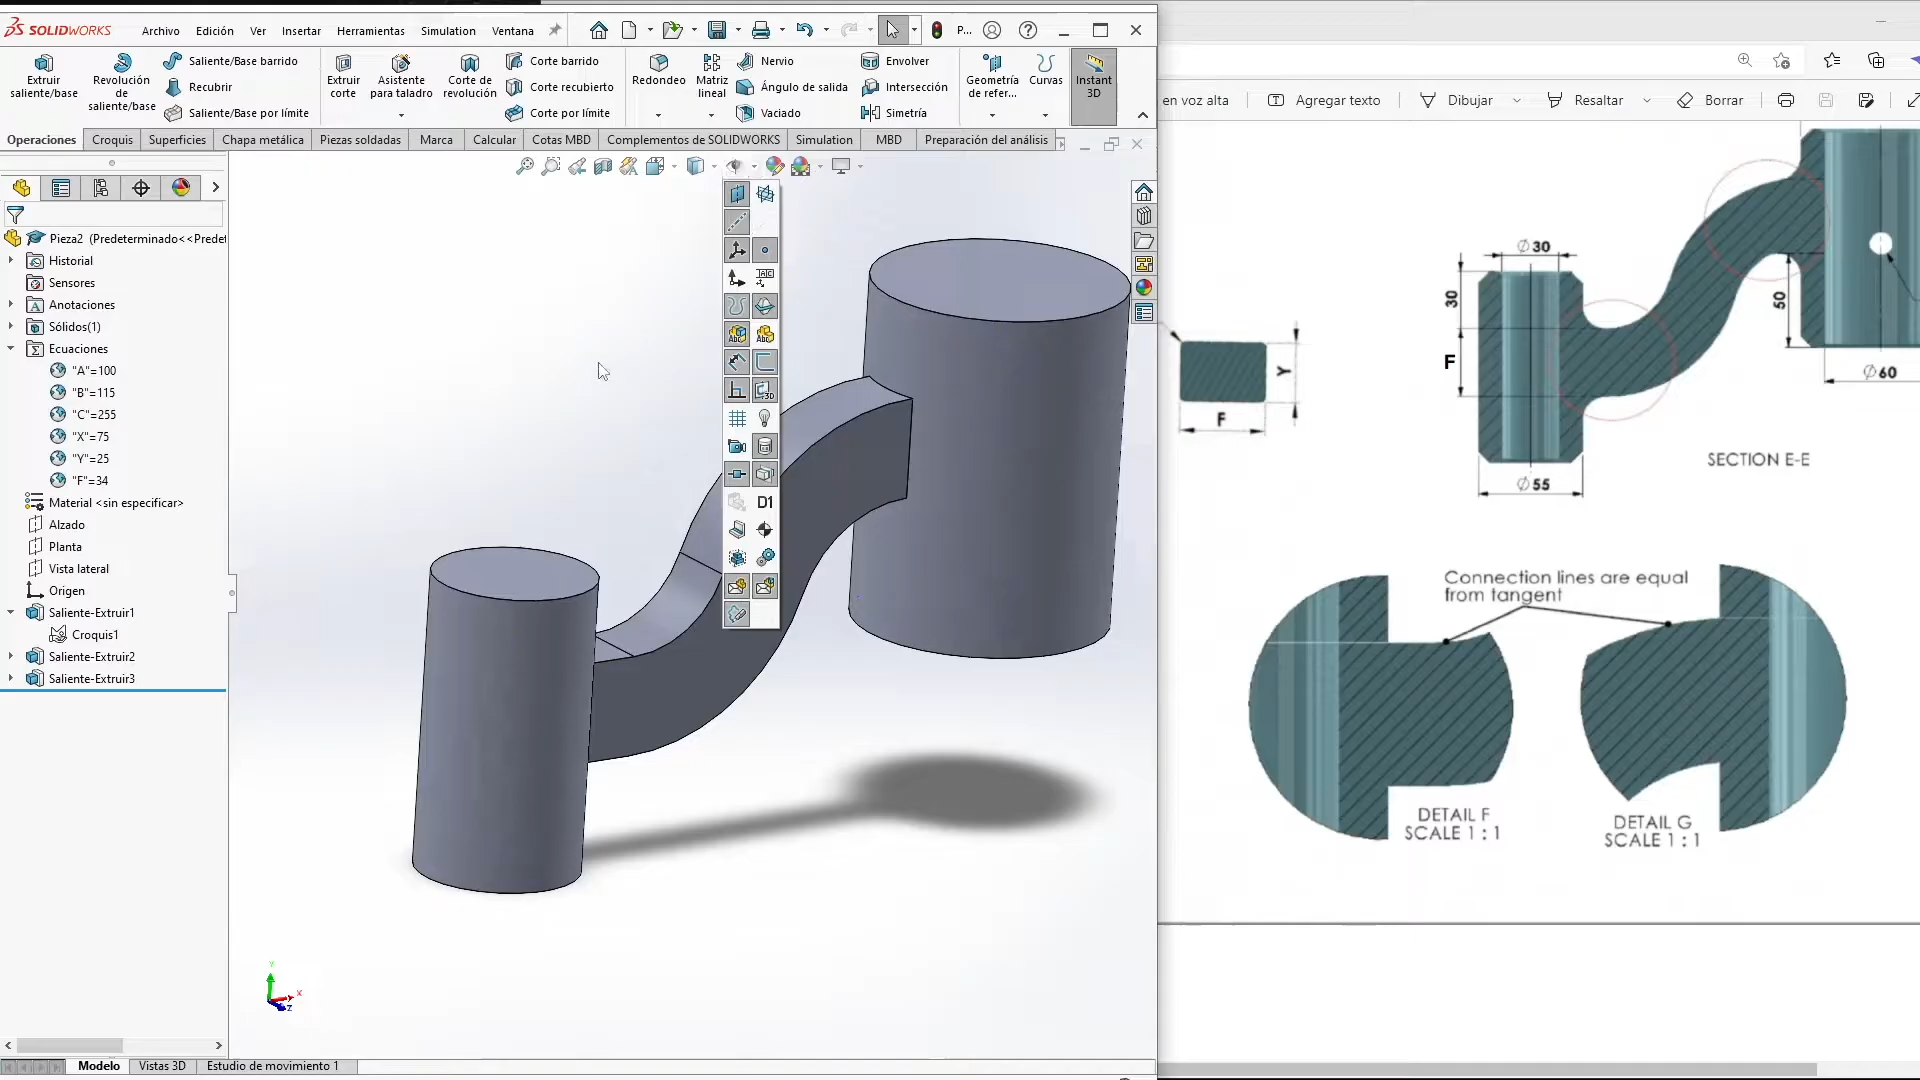 SOLIDWORKS
Archivo Edición Ver Insertar Herramientas Simulation Ventana P...
Extruir saliente/base
Revolución de saliente/base
Saliente/Base barrido
Recubrir
Saliente/Base por límite
Extruir corte
Asistente para taladro
Corte de revolución
Corte barrido
Corte recubierto
Corte por límite
Redondeo
Matriz lineal
Nervio
Ángulo de salida
Vaciado
Envolver
Intersección
Simetría
Geometría de refer...
Curvas
Instant 3D
Operaciones Croquis Superficies Chapa metálica Piezas soldadas Marca Calcular Cotas MBD Complementos de SOLIDWORKS Simulation MBD Preparación del análisis
Pieza2 (Predeterminado<<Prede
Historial
Sensores
Anotaciones
Sólidos(1)
Ecuaciones
"A"=100
"B"=115
"C"=255
"X"=75
"Y"=25
"F"=34
Material <sin especificar>
Alzado
Planta
Vista lateral
Origen
Saliente-Extruir1
Croquis1
Saliente-Extruir2
Saliente-Extruir3
D1
Y
X
Z
Modelo Vistas 3D Estudio de movimiento 1
en voz alta Agregar texto Dibujar Resaltar Borrar
Ø30
30
F
50
Ø60
Y
F
Ø55
SECTION E-E
Connection lines are equal
from tangent
DETAIL F
SCALE 1 : 1
DETAIL G
SCALE 1 : 1